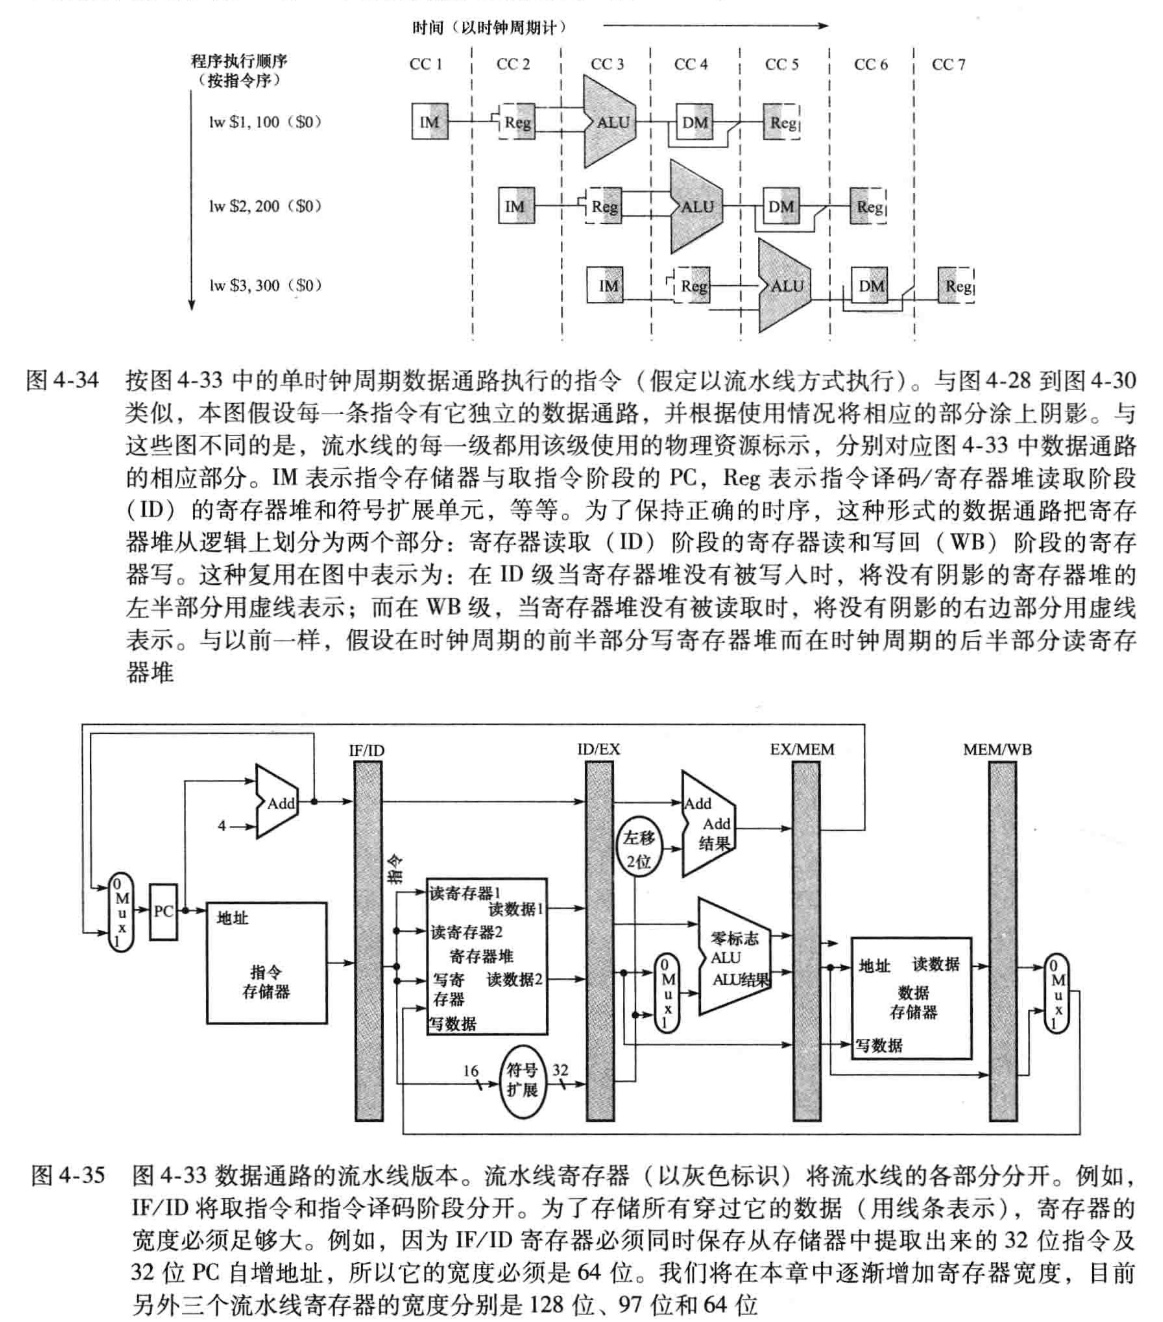 时间（以时钟周期计）
程序执行顺序
（按指令序）
CC 1 CC 2 CC 3 CC 4 CC 5 CC 6 CC 7
lw $1, 100（$0） IM Reg ALU DM Reg
lw $2, 200（$0） IM Reg ALU DM Reg
lw $3, 300（$0） IM Reg ALU DM Reg
图 4-34 按图 4-33 中的单时钟周期数据通路执行的指令（假定以流水线方式执行）。与图 4-28 到图 4-30
类似，本图假设每一条指令有它独立的数据通路，并根据使用情况将相应的部分涂上阴影。与
这些图不同的是，流水线的每一级都用该级使用的物理资源标示，分别对应图 4-33 中数据通路
的相应部分。IM 表示指令存储器与取指令阶段的 PC，Reg 表示指令译码/寄存器堆读取阶段
（ID）的寄存器堆和符号扩展单元，等等。为了保持正确的时序，这种形式的数据通路把寄存
器堆从逻辑上划分为两个部分：寄存器读取（ID）阶段的寄存器读和写回（WB）阶段的寄存
器写。这种复用在图中表示为：在 ID 级当寄存器堆没有被写入时，将没有阴影的寄存器堆的
左半部分用虚线表示；而在 WB 级，当寄存器堆没有被读取时，将没有阴影的右边部分用虚线
表示。与以前一样，假设在时钟周期的前半部分写寄存器堆而在时钟周期的后半部分读寄存
器堆
IF/ID ID/EX EX/MEM MEM/WB
Add
4
Add
Add
结果
左移
2位
指令
0
M
u
x
1
PC
地址
指令
存储器
读寄存器1
读数据1
读寄存器2
寄存器堆
写寄
存器
读数据2
写数据
16
符号
扩展
32
0
M
u
x
1
零标志
ALU
ALU结果
地址
读数据
数据
存储器
写数据
0
M
u
x
1
图 4-35 图 4-33 数据通路的流水线版本。流水线寄存器（以灰色标识）将流水线的各部分分开。例如，
IF/ID 将取指令和指令译码阶段分开。为了存储所有穿过它的数据（用线条表示），寄存器的
宽度必须足够大。例如，因为 IF/ID 寄存器必须同时保存从存储器中提取出来的 32 位指令及
32 位 PC 自增地址，所以它的宽度必须是 64 位。我们将在本章中逐渐增加寄存器宽度，目前
另外三个流水线寄存器的宽度分别是 128 位、97 位和 64 位